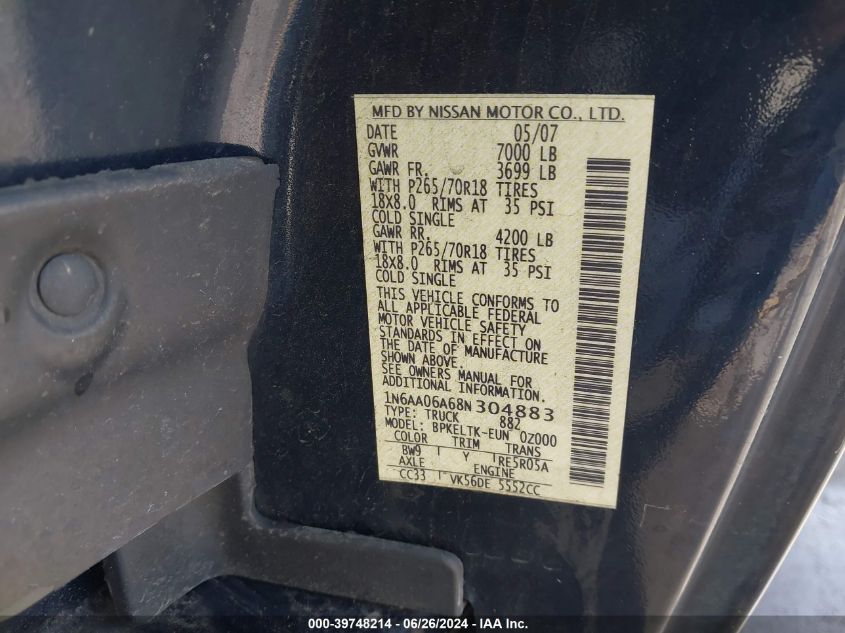 MFD BY NISSAN MOTOR CO., LTD.
DATE 05/07
GVWR 7000 LB
GAWR FR. 3699 LB
WITH P265/70R18 TIRES
18X8.0 RIMS AT 35 PSI
COLD SINGLE
GAWR RR. 4200 LB
WITH P265/70R18 TIRES
18X8.0 RIMS AT 35 PSI
COLD SINGLE
THIS VEHICLE CONFORMS TO
ALL APPLICABLE FEDERAL
MOTOR VEHICLE SAFETY
STANDARDS IN EFFECT ON
THE DATE OF MANUFACTURE
SHOWN ABOVE.
SEE OWNERS MANUAL FOR
ADDITIONAL INFORMATION.
1N6AA06A68N304883
TYPE: TRUCK 882
MODEL: BPKELTK-EUN 0Z000
COLOR TRIM TRANS
BW9 Y RE5R05A
AXLE ENGINE
CC33 VK56DE 5552CC
000-39748214 - 06/26/2024 - IAA Inc.